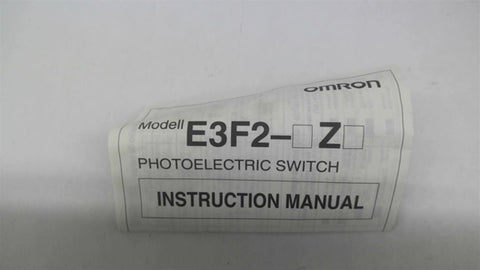 OMRON
Modell E3F2-□Z□
PHOTOELECTRIC SWITCH
INSTRUCTION MANUAL